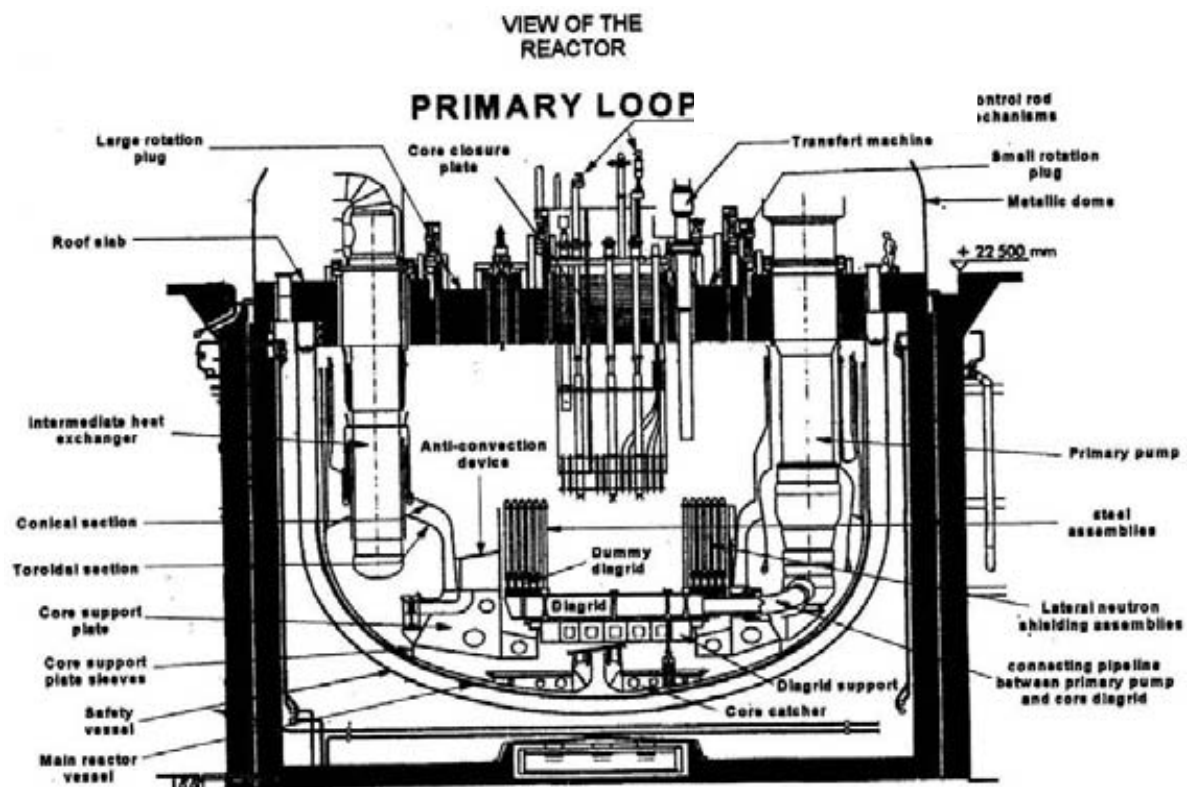 VIEW OF THE
REACTOR
PRIMARY LOOP
ontrol rod
chanisms
Large rotation
plug
Core closure
plate
Transfert machine
Small rotation
plug
Metallic dome
Roof slab
+ 22 500 mm
Intermediate heat
exchanger
Anti-convection
device
Primary pump
Conical section
steel
assemblies
Toroidal section
Dummy
diagrid
Core support
plate
Diagrid
Lateral neutron
shielding assemblies
Core support
plate sleeves
Diagrid support
connecting pipeline
between primary pump
and core diagrid
Safety
vessel
Core catcher
Main reactor
vessel